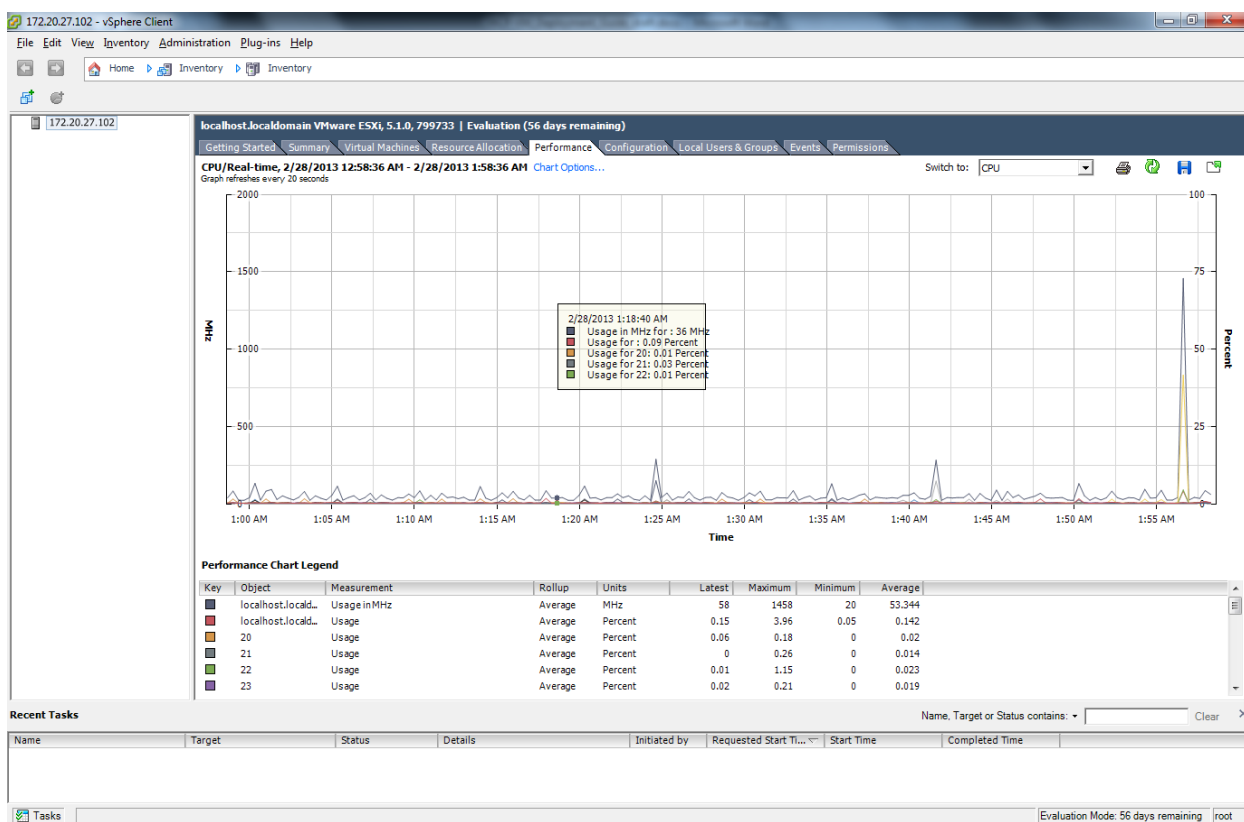 172.20.27.102 - vSphere Client
File Edit View Inventory Administration Plug-ins Help
Home Inventory Inventory
172.20.27.102
localhost.localdomain VMware ESXi, 5.1.0, 799733 | Evaluation (56 days remaining)
Getting Started Summary Virtual Machines Resource Allocation Performance Configuration Local Users & Groups Events Permissions
CPU/Real-time, 2/28/2013 12:58:36 AM - 2/28/2013 1:58:36 AM Chart Options... Switch to: CPU
Graph refreshes every 20 seconds
2000 100
1500 75
1000 50
500 25
0 0
MHz
Percent
2/28/2013 1:18:40 AM
Usage in MHz for : 36 MHz
Usage for : 0.09 Percent
Usage for 20: 0.01 Percent
Usage for 21: 0.03 Percent
Usage for 22: 0.01 Percent
1:00 AM 1:05 AM 1:10 AM 1:15 AM 1:20 AM 1:25 AM 1:30 AM 1:35 AM 1:40 AM 1:45 AM 1:50 AM 1:55 AM
Time
Performance Chart Legend
Key Object Measurement Rollup Units Latest Maximum Minimum Average
localhost.locald... Usage in MHz Average MHz 58 1458 20 53.344
localhost.locald... Usage Average Percent 0.15 3.96 0.05 0.142
20 Usage Average Percent 0.06 0.18 0 0.02
21 Usage Average Percent 0 0.26 0 0.014
22 Usage Average Percent 0.01 1.15 0 0.023
23 Usage Average Percent 0.02 0.21 0 0.019
Recent Tasks Name, Target or Status contains: Clear
Name Target Status Details Initiated by Requested Start Ti... Start Time Completed Time
Tasks Evaluation Mode: 56 days remaining root